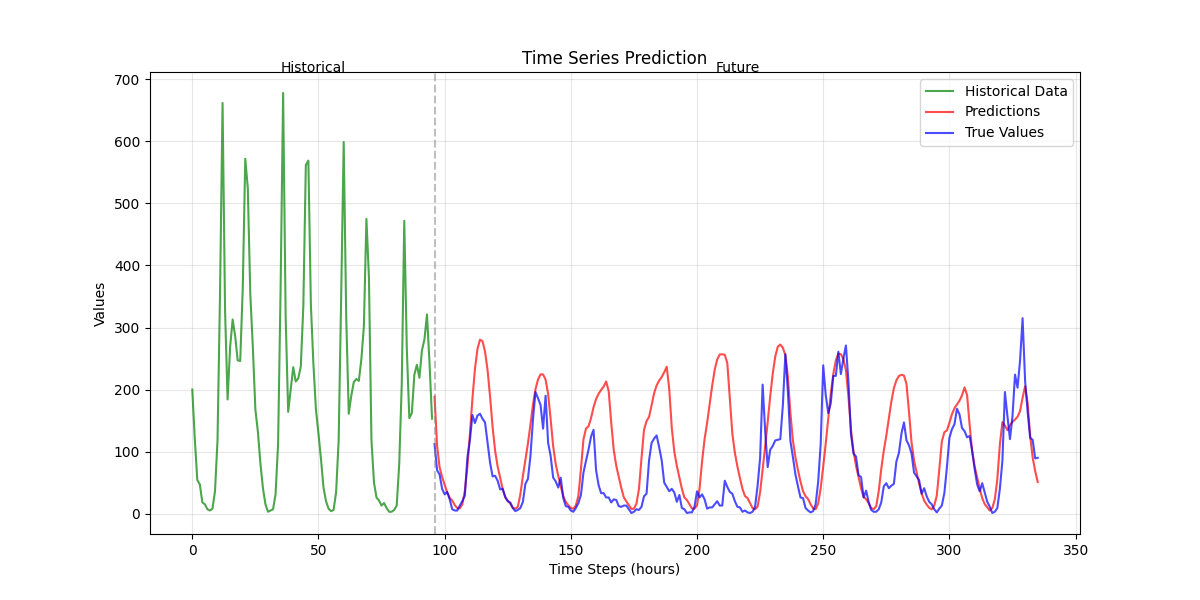 Time Series Prediction
Historical
Future
Historical Data
Predictions
True Values
Values
700
600
500
400
300
200
100
0
0
50
100
150
200
250
300
350
Time Steps (hours)